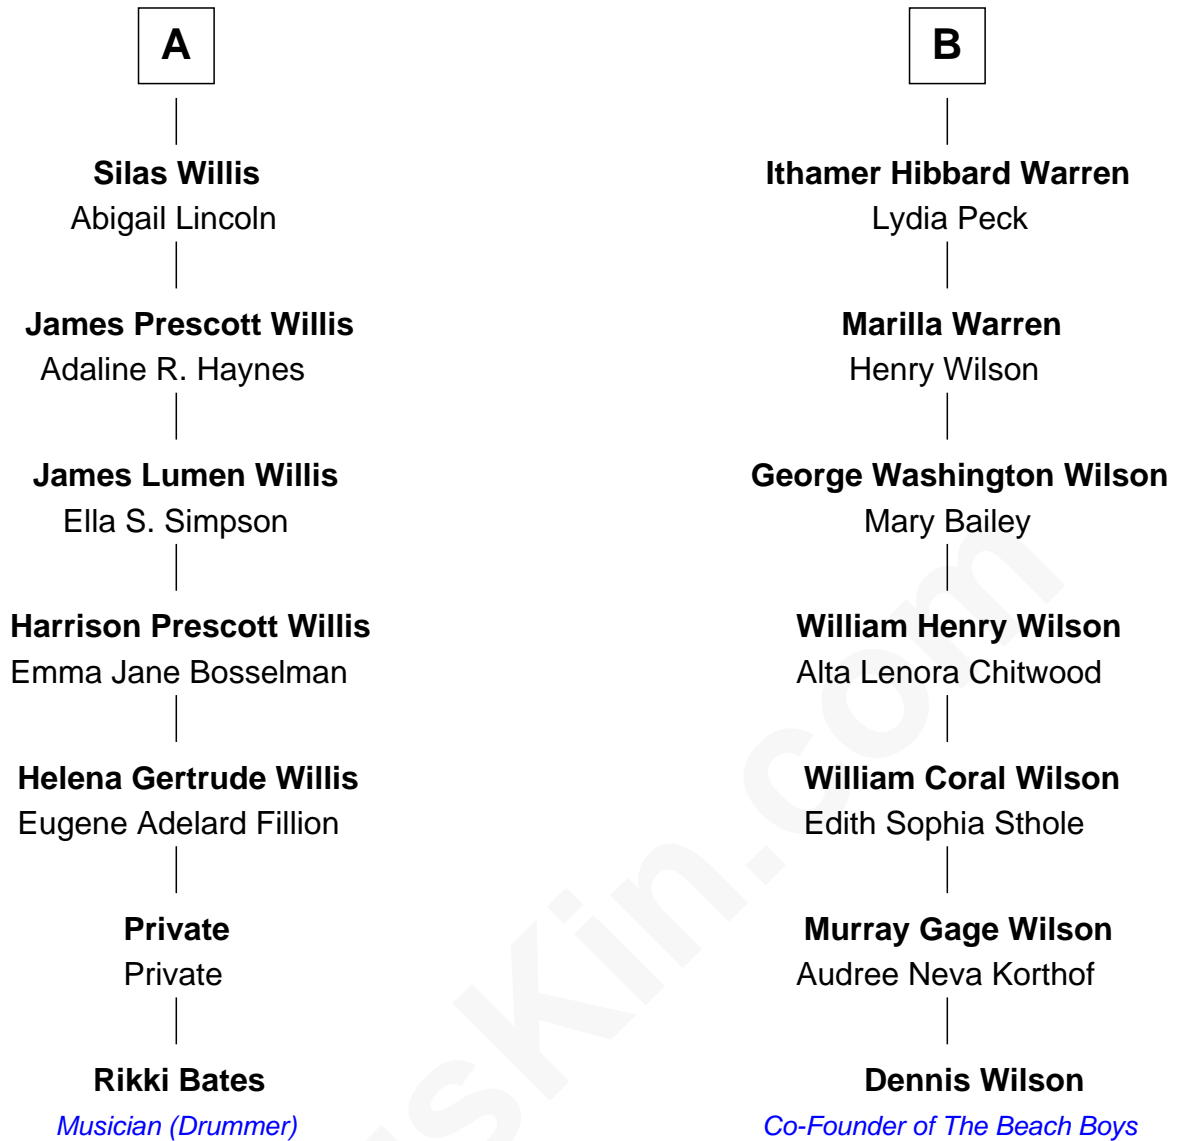 A
B
Silas Willis
Abigail Lincoln
Ithamer Hibbard Warren
Lydia Peck
James Prescott Willis
Adaline R. Haynes
Marilla Warren
Henry Wilson
James Lumen Willis
Ella S. Simpson
George Washington Wilson
Mary Bailey
Harrison Prescott Willis
Emma Jane Bosselman
William Henry Wilson
Alta Lenora Chitwood
Helena Gertrude Willis
Eugene Adelard Fillion
William Coral Wilson
Edith Sophia Sthole
Private
Private
Murray Gage Wilson
Audree Neva Korthof
Rikki Bates
Musician (Drummer)
Dennis Wilson
Co-Founder of The Beach Boys